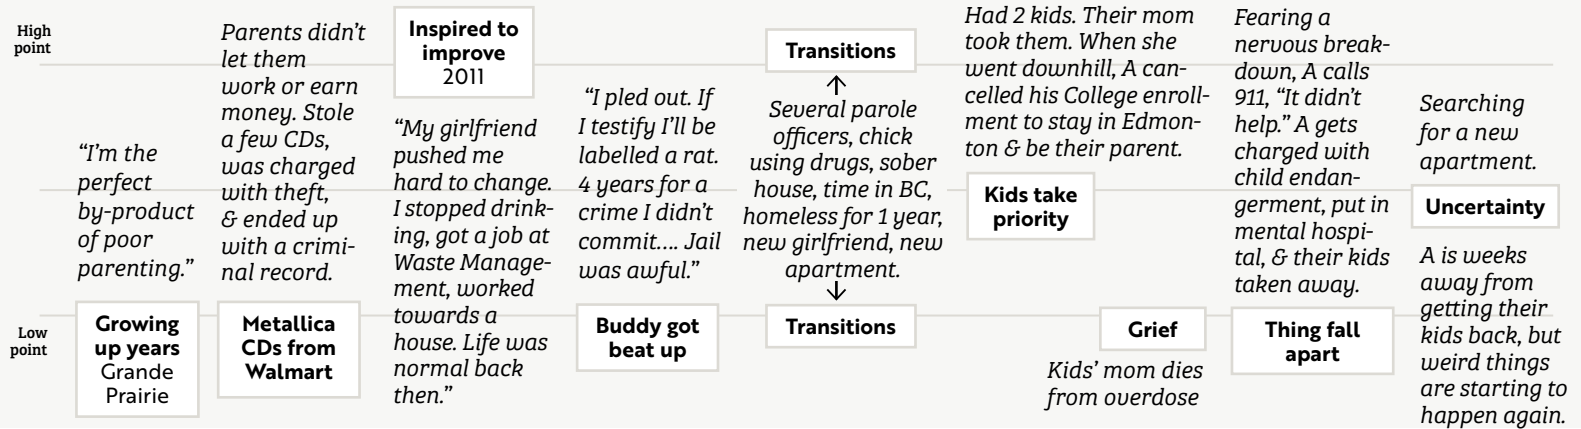 High
point
Low
point
“I’m the
perfect
by-product
of poor
parenting.”
Growing
up years
Grande
Prairie
Parents didn’t
let them
work or earn
money. Stole
a few CDs,
was charged
with theft,
& ended up
with a crimi-
nal record.
Metallica
CDs from
Walmart
Inspired to
improve
2011
“My girlfriend
pushed me
hard to change.
I stopped drink-
ing, got a job at
Waste Manage-
ment, worked
towards a
house. Life was
normal back
then.”
“I pled out. If
I testify I’ll be
labelled a rat.
4 years for a
crime I didn’t
commit.... Jail
was awful.”
Buddy got
beat up
Transitions
Several parole
officers, chick
using drugs, sober
house, time in BC,
homeless for 1 year,
new girlfriend, new
apartment.
Transitions
Had 2 kids. Their mom
took them. When she
went downhill, A can-
celled his College enroll-
ment to stay in Edmon-
ton & be their parent.
Kids take
priority
Grief
Kids’ mom dies
from overdose
Fearing a
nervous break-
down, A calls
911, “It didn’t
help.” A gets
charged with
child endan-
germent, put in
mental hospi-
tal, & their kids
taken away.
Thing fall
apart
Searching
for a new
apartment.
Uncertainty
A is weeks
away from
getting their
kids back, but
weird things
are starting to
happen again.